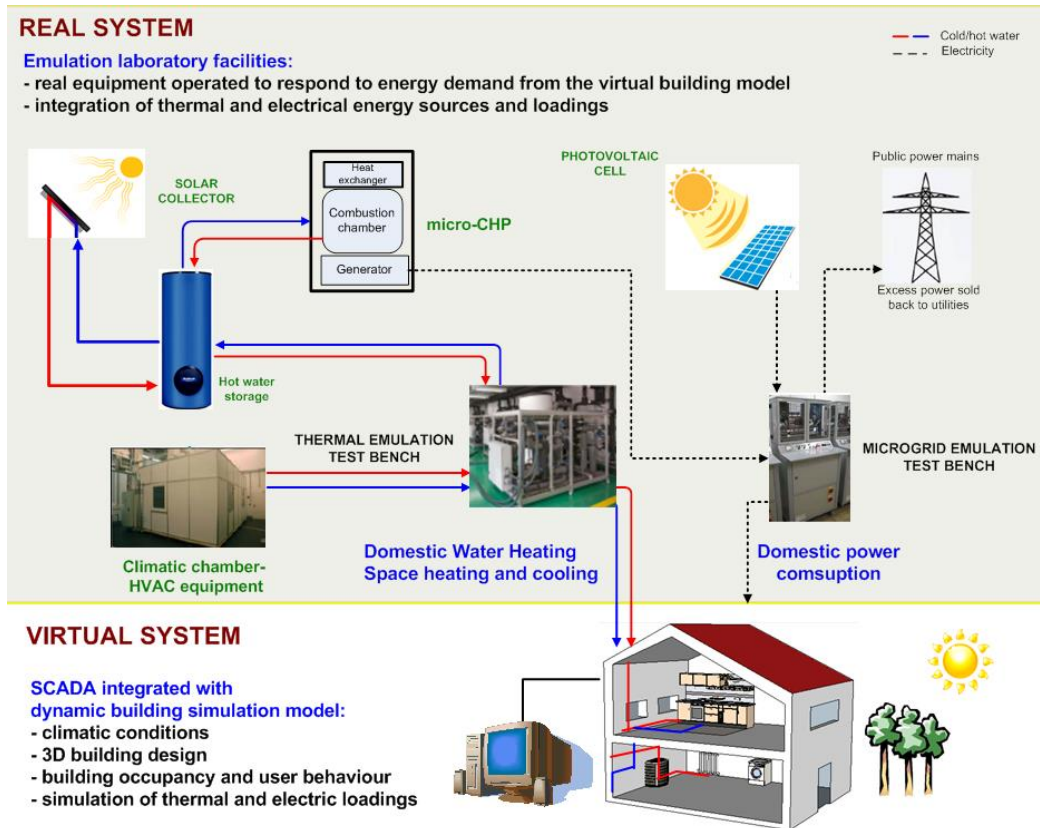 REAL SYSTEM
Cold/hot water
Electricity
Emulation laboratory facilities:
- real equipment operated to respond to energy demand from the virtual building model
- integration of thermal and electrical energy sources and loadings
SOLAR
COLLECTOR
Heat
exchanger
Combustion
chamber
Generator
micro-CHP
PHOTOVOLTAIC
CELL
Public power mains
Excess power sold
back to utilities
Hot water
storage
THERMAL EMULATION
TEST BENCH
MICROGRID EMULATION
TEST BENCH
Climatic chamber-
HVAC equipment
Domestic Water Heating
Space heating and cooling
Domestic power
comsuption
VIRTUAL SYSTEM
SCADA integrated with
dynamic building simulation model:
- climatic conditions
- 3D building design
- building occupancy and user behaviour
- simulation of thermal and electric loadings